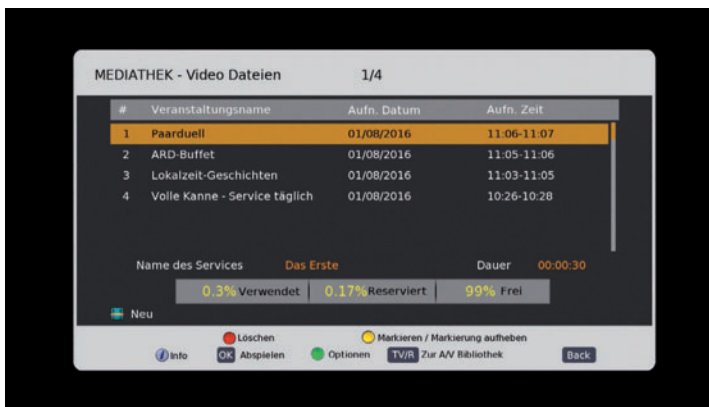 MEDIATHEK - Video Dateien 1/4
# Veranstaltungsname Aufn. Datum Aufn. Zeit
1 Paarduell 01/08/2016 11:06-11:07
2 ARD-Buffet 01/08/2016 11:05-11:06
3 Lokalzeit-Geschichten 01/08/2016 11:03-11:05
4 Volle Kanne - Service täglich 01/08/2016 10:26-10:28
Name des Services Das Erste Dauer 00:00:30
0.3% Verwendet 0.17% Reserviert 99% Frei
Neu
Löschen Markieren / Markierung aufheben
i Info OK Abspielen Optionen TV/R Zur A/V Bibliothek Back